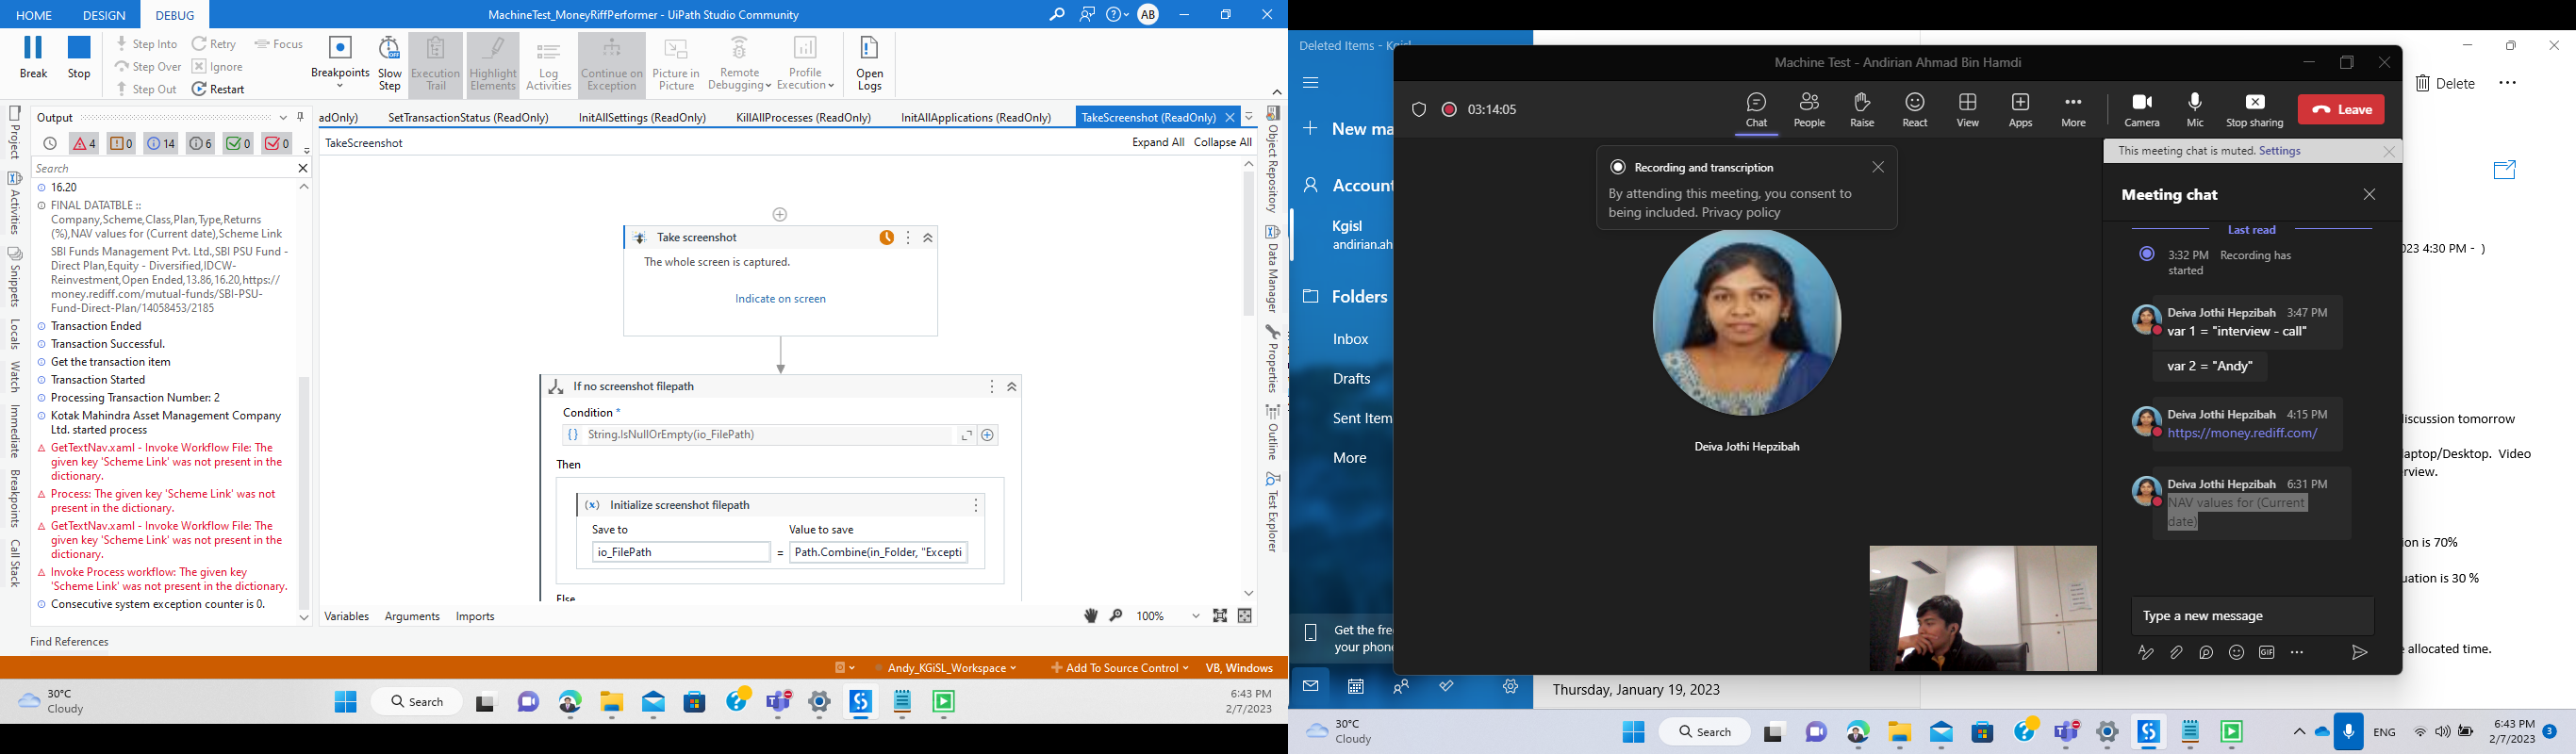 HOME DESIGN DEBUG
MachineTest_MoneyRiffPerformer - UiPath Studio Community
AB
Break
Stop
Step Into
Step Over
Step Out
Retry
Ignore
Restart
Focus
Breakpoints
Slow
Step
Execution
Trail
Highlight
Elements
Log
Activities
Continue on
Exception
Picture in
Picture
Remote
Debugging
Profile
Execution
Open
Logs
Project
Activities
Snippets
Locals
Watch
Immediate
Breakpoints
Call Stack
Output
4 0 14 6 0 0
Search
16.20
FINAL DATATBLE ::
Company,Scheme,Class,Plan,Type,Returns
(%),NAV values for (Current date),Scheme Link
SBI Funds Management Pvt. Ltd.,SBI PSU Fund -
Direct Plan,Equity - Diversified,IDCW-
Reinvestment,Open Ended,13.86,16.20,https://
money.rediff.com/mutual-funds/SBI-PSU-
Fund-Direct-Plan/14058453/2185
Transaction Ended
Transaction Successful.
Get the transaction item
Transaction Started
Processing Transaction Number: 2
Kotak Mahindra Asset Management Company
Ltd. started process
GetTextNav.xaml - Invoke Workflow File: The
given key 'Scheme Link' was not present in the
dictionary.
Process: The given key 'Scheme Link' was not
present in the dictionary.
GetTextNav.xaml - Invoke Workflow File: The
given key 'Scheme Link' was not present in the
dictionary.
Invoke Process workflow: The given key
'Scheme Link' was not present in the dictionary.
Consecutive system exception counter is 0.
Find References
adOnly) SetTransactionStatus (ReadOnly) InitAllSettings (ReadOnly) KillAllProcesses (ReadOnly) InitAllApplications (ReadOnly) TakeScreenshot (ReadOnly)
TakeScreenshot
Expand All Collapse All
Take screenshot
The whole screen is captured.
Indicate on screen
If no screenshot filepath
Condition *
String.IsNullOrEmpty(io_FilePath)
Then
Initialize screenshot filepath
Save to Value to save
io_FilePath = Path.Combine(in_Folder, "Excepti
Else
Variables Arguments Imports
100%
Object Repository
Data Manager
Properties
Outline
Test Explorer
Andy_KGiSL_Workspace
Add To Source Control
VB, Windows
30°C
Cloudy
Search
6:43 PM
2/7/2023
Deleted Items - Kgisl
New ma
Account
Kgisl
andirian.ah
Folders
Inbox
Drafts
Sent Item
More
Get the fre
your phon
Machine Test - Andirian Ahmad Bin Hamdi
03:14:05
Chat People Raise React View Apps More Camera Mic Stop sharing Leave
Recording and transcription
By attending this meeting, you consent to
being included. Privacy policy
Deiva Jothi Hepzibah
This meeting chat is muted. Settings
Meeting chat
Last read
3:32 PM Recording has
started
Deiva Jothi Hepzibah 3:47 PM
var 1 = "interview - call"
var 2 = "Andy"
Deiva Jothi Hepzibah 4:15 PM
https://money.rediff.com/
Deiva Jothi Hepzibah 6:31 PM
NAV values for (Current
date)
Type a new message
GIF
Delete
023 4:30 PM - )
iscussion tomorrow
aptop/Desktop. Video
rview.
ion is 70%
uation is 30 %
allocated time.
Thursday, January 19, 2023
30°C
Cloudy
Search
ENG
6:43 PM
2/7/2023
3